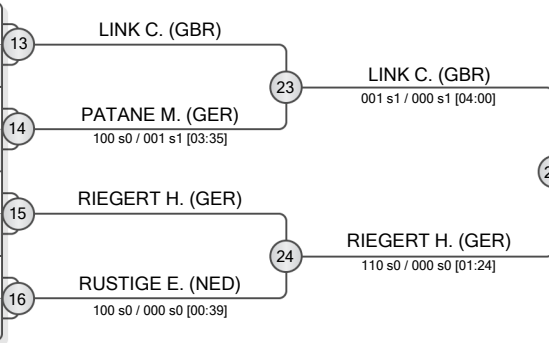 13
LINK C. (GBR)
14
PATANE M. (GER)
100 s0 / 001 s1 [03:35]
23
LINK C. (GBR)
001 s1 / 000 s1 [04:00]
15
RIEGERT H. (GER)
16
RUSTIGE E. (NED)
100 s0 / 000 s0 [00:39]
24
RIEGERT H. (GER)
110 s0 / 000 s0 [01:24]